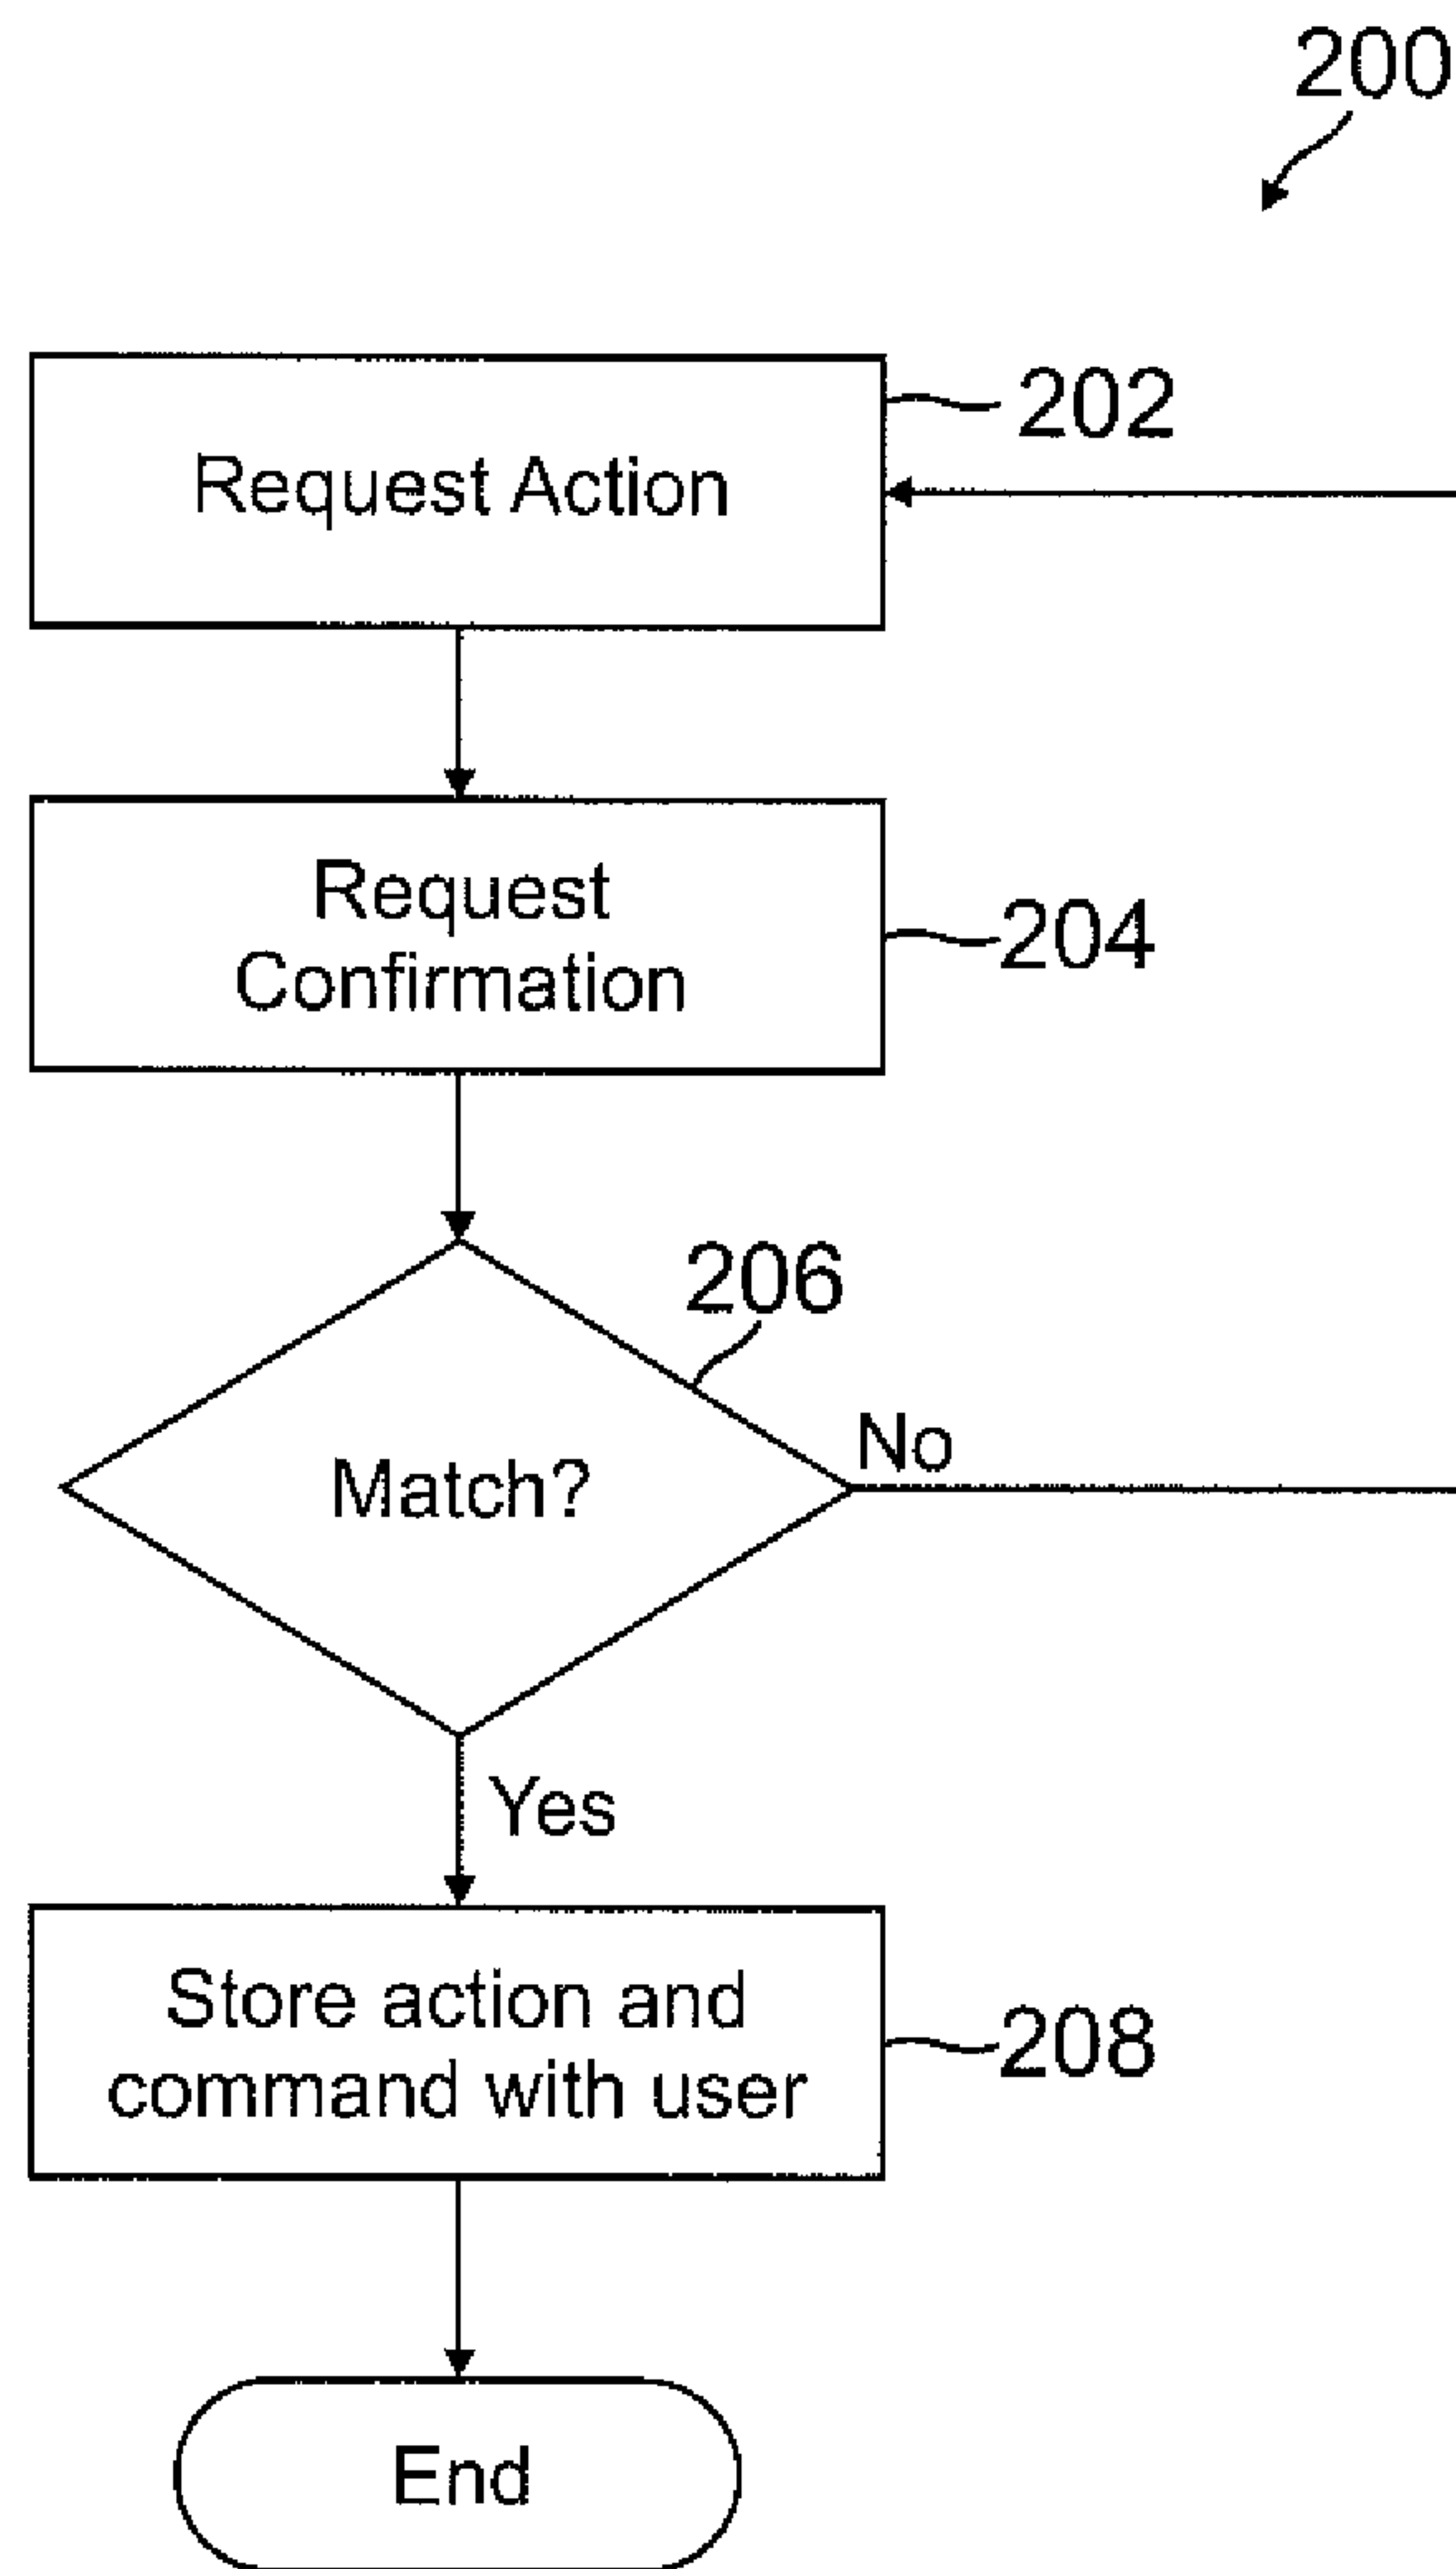 200
202
Request Action
Request
Confirmation
204
206
Match?
No
Yes
Store action and
command with user
208
End